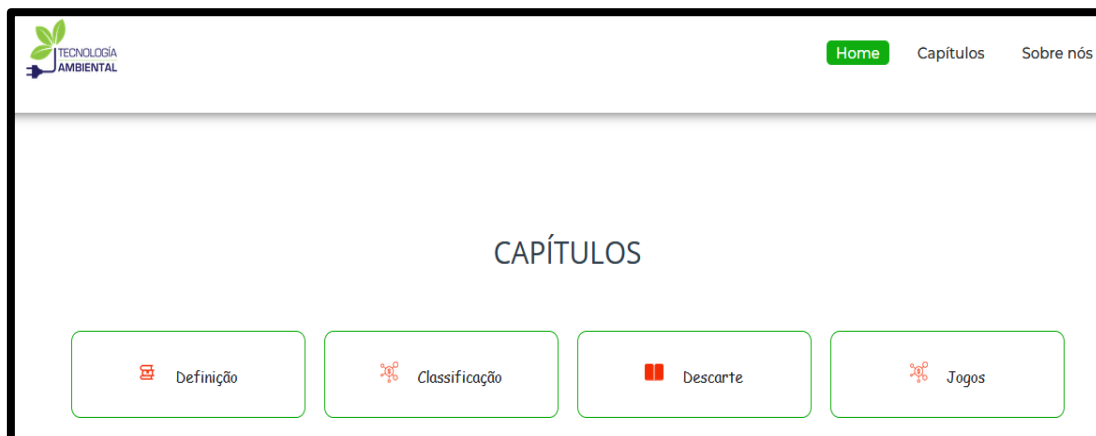 TECNOLOGÍA
AMBIENTAL
Home Capítulos Sobre nós
CAPÍTULOS
Definição Classificação Descarte Jogos